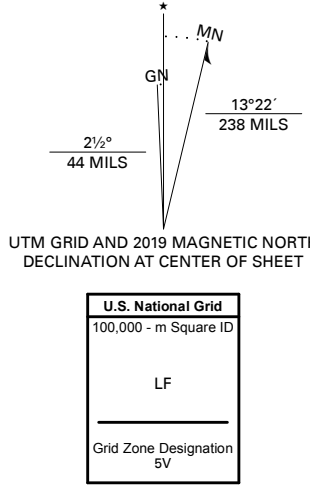 ★
MN
GN
13°22´
238 MILS
2½°
44 MILS
UTM GRID AND 2019 MAGNETIC NORTH
DECLINATION AT CENTER OF SHEET
U.S. National Grid
100,000 - m Square ID
LF
Grid Zone Designation
5V